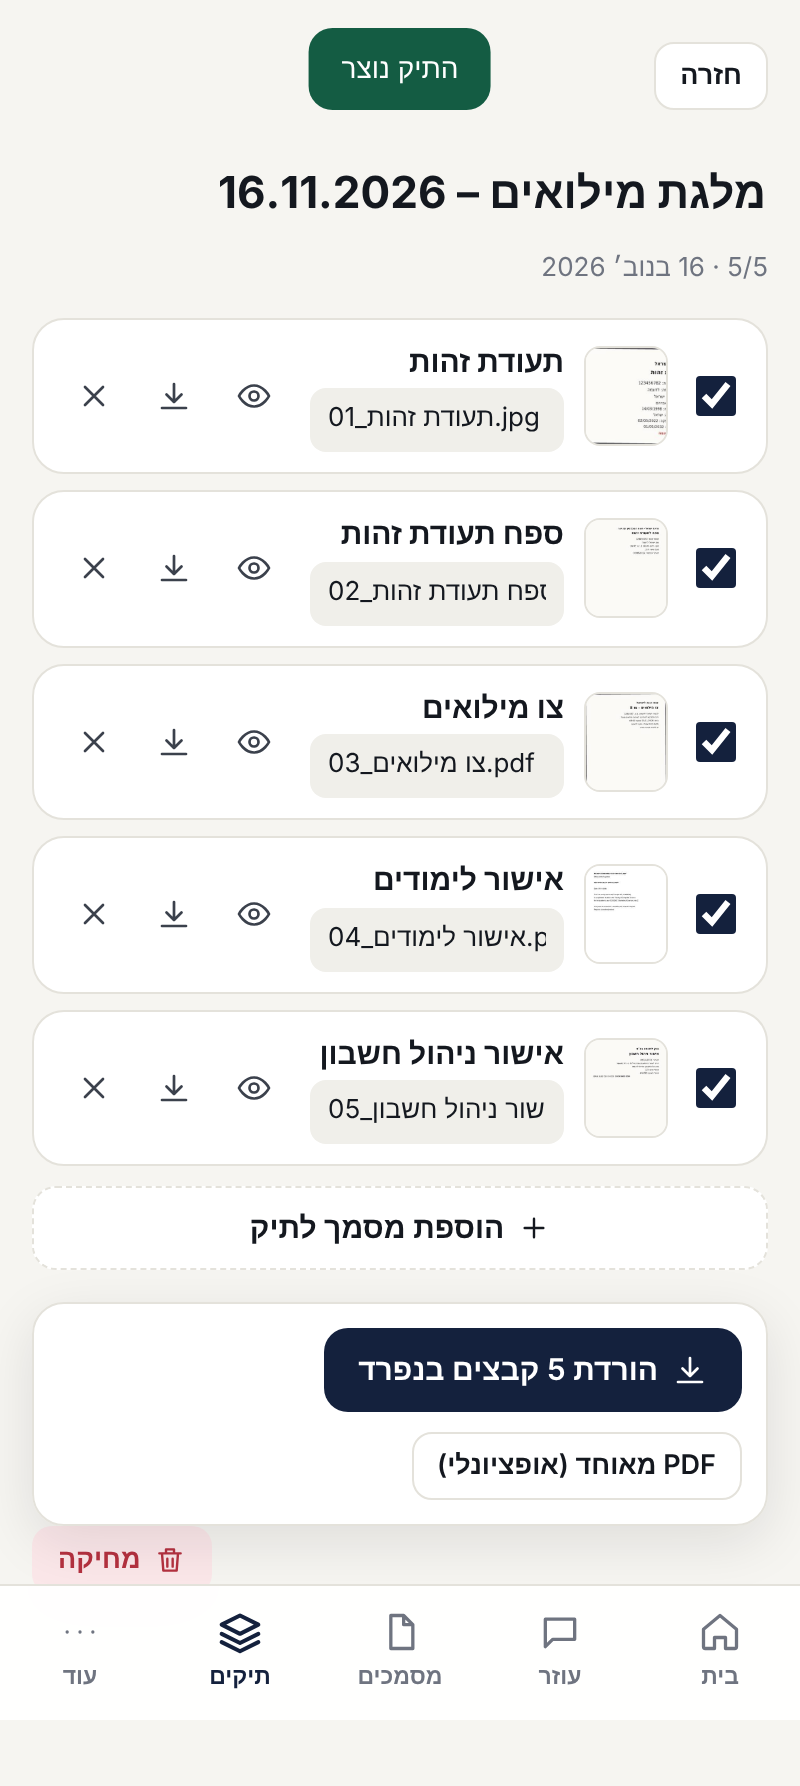 חזרה
התיק נוצר
מלגת מילואים – 16.11.2026
5/5 · 16 בנוב׳ 2026
תעודת זהות
01_תעודת זהות.jpg
ספח תעודת זהות
02_ספח תעודת זהות
צו מילואים
03_צו מילואים.pdf
אישור לימודים
04_אישור לימודים.p
אישור ניהול חשבון
05_שור ניהול חשבון
הוספת מסמך לתיק
הורדת 5 קבצים בנפרד
PDF מאוחד (אופציונלי)
מחיקה
בית
עוזר
מסמכים
תיקים
עוד